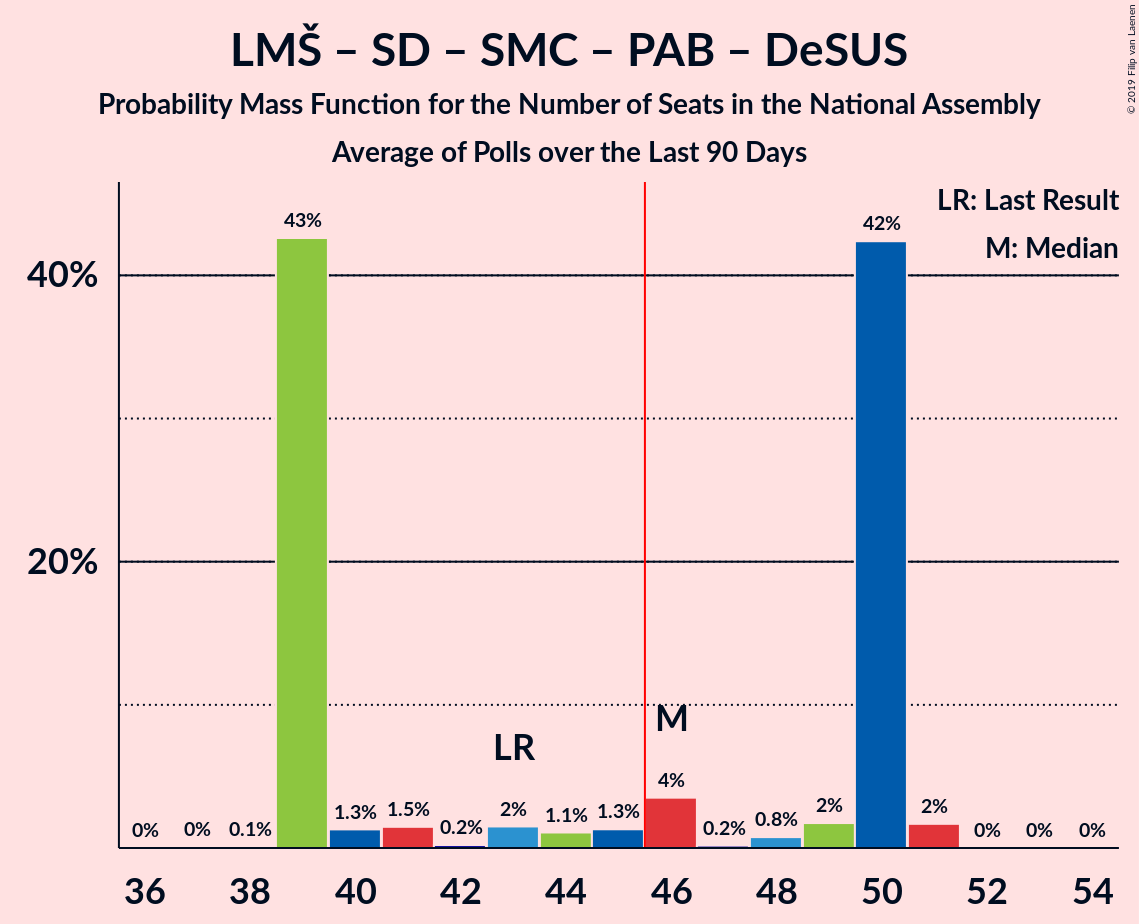 LMŠ – SD – SMC – PAB – DeSUS
Probability Mass Function for the Number of Seats in the National Assembly
Average of Polls over the Last 90 Days
© 2019 Filip van Laenen
LR: Last Result
M: Median
40%
20%
0% 0% 0.1% 43% 1.3% 1.5% 0.2% 2% 1.1% 1.3% 4% 0.2% 0.8% 2% 42% 2% 0% 0% 0%
LR
M
36 38 40 42 44 46 48 50 52 54